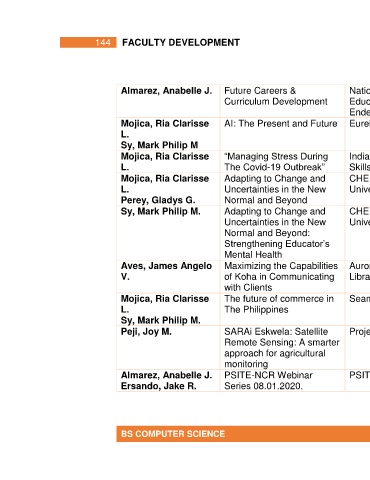 144 FACULTY DEVELOPMENT
Almarez, Anabelle J. Future Careers & Natio
Curriculum Development Educ
Ende
Mojica, Ria Clarisse AI: The Present and Future Eurel
L.
Sy, Mark Philip M
Mojica, Ria Clarisse “Managing Stress During India
L. The Covid-19 Outbreak” Skills
Mojica, Ria Clarisse Adapting to Change and CHE
L. Uncertainties in the New Unive
Perey, Gladys G. Normal and Beyond
Sy, Mark Philip M. Adapting to Change and CHE
Uncertainties in the New Unive
Normal and Beyond:
Strengthening Educator’s
Mental Health
Aves, James Angelo Maximizing the Capabilities Auror
V. of Koha in Communicating Libra
with Clients
Mojica, Ria Clarisse The future of commerce in Sean
L. The Philippines
Sy, Mark Philip M.
Peji, Joy M. SARAi Eskwela: Satellite Proje
Remote Sensing: A smarter
approach for agricultural
monitoring
Almarez, Anabelle J. PSITE-NCR Webinar PSIT
Ersando, Jake R. Series 08.01.2020.
BS COMPUTER SCIENCE